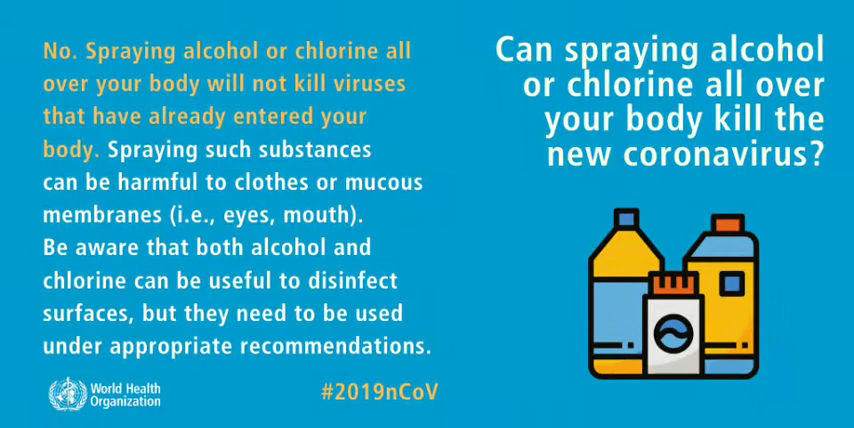 No. Spraying alcohol or chlorine all
over your body will not kill viruses
that have already entered your
body. Spraying such substances
can be harmful to clothes or mucous
membranes (i.e., eyes, mouth).
Be aware that both alcohol and
chlorine can be useful to disinfect
surfaces, but they need to be used
under appropriate recommendations.
World Health
Organization
#2019nCoV
Can spraying alcohol
or chlorine all over
your body kill the
new coronavirus?